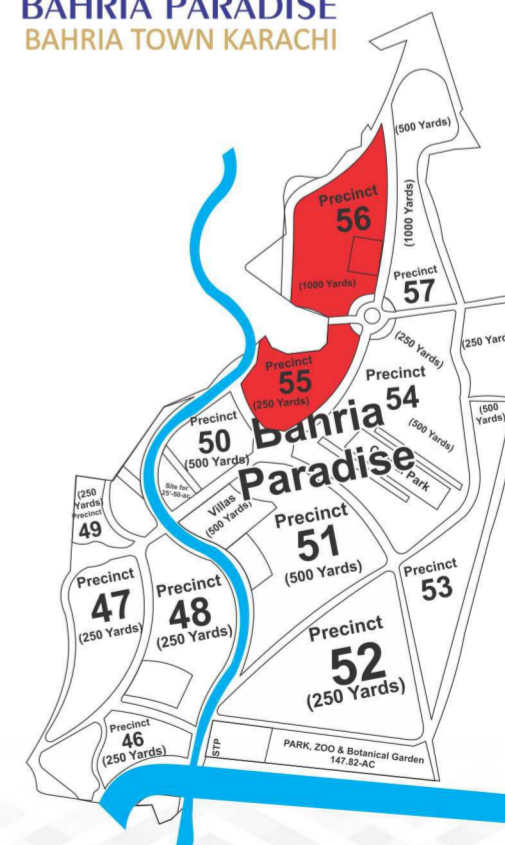 BAHRIA PARADISE
BAHRIA TOWN KARACHI
(500 Yards)
Precinct
56
(1000 Yards)
(1000 Yards)
Precinct
57
(250 Yards)
Precinct
54
(500 Yards)
(500
Yards)
Precinct
55
(250 Yards)
Precinct
50
(500 Yards)
Bahria
Paradise
Park
Site for
25'-50-ac
Villas
(500 Yards)
(250
Yards)
Precinct
49
Precinct
51
(500 Yards)
Precinct
53
Precinct
47
(250 Yards)
Precinct
48
(250 Yards)
Precinct
52
(250 Yards)
Precinct
46
(250 Yards)
STP
PARK, ZOO & Botanical Garden
147.82-AC